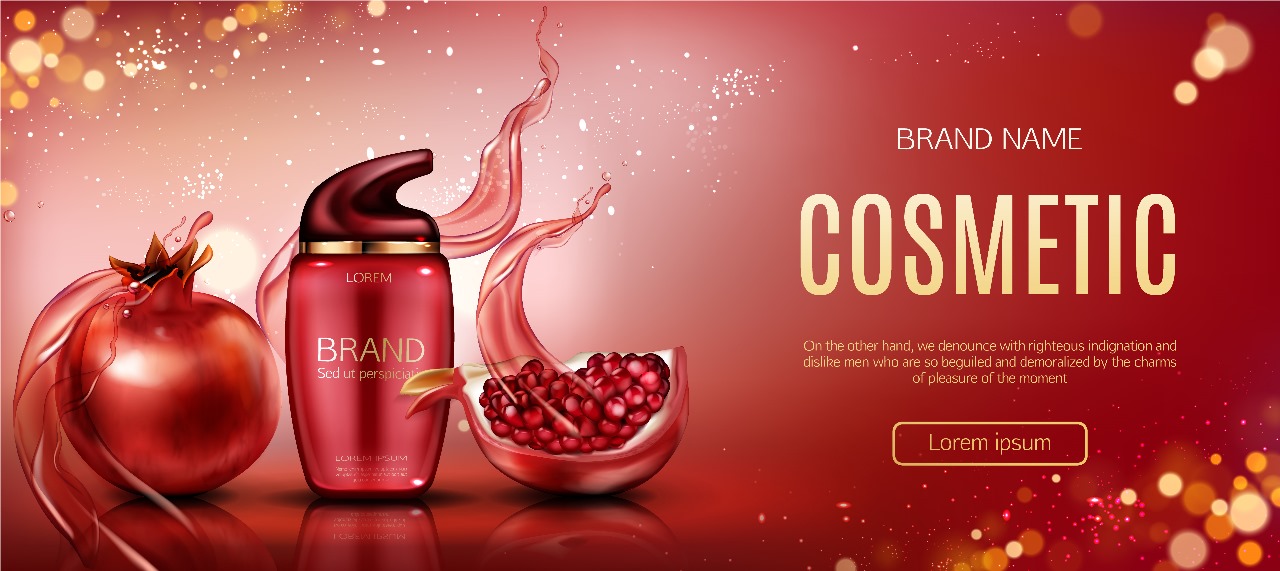 LOREM
BRAND
Sed ut perspiciati
LOREM IPSUM
BRAND NAME
COSMETIC
On the other hand, we denounce with righteous indignation and
dislike men who are so beguiled and demoralized by the charms
of pleasure of the moment
Lorem ipsum